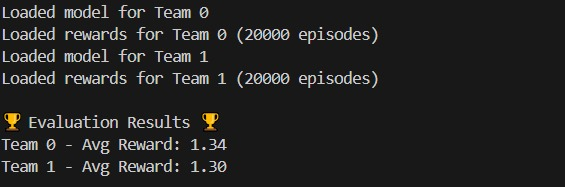 Loaded model for Team 0
Loaded rewards for Team 0 (20000 episodes)
Loaded model for Team 1
Loaded rewards for Team 1 (20000 episodes)
🏆 Evaluation Results 🏆
Team 0 - Avg Reward: 1.34
Team 1 - Avg Reward: 1.30